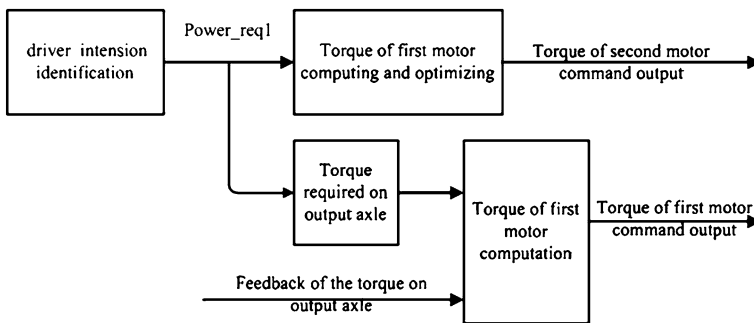 driver intension
identification
Power_req1
Torque of first motor
computing and optimizing
Torque of second motor
command output
Torque
required on
output axle
Torque of first
motor
computation
Torque of first motor
command output
Feedback of the torque on
output axle